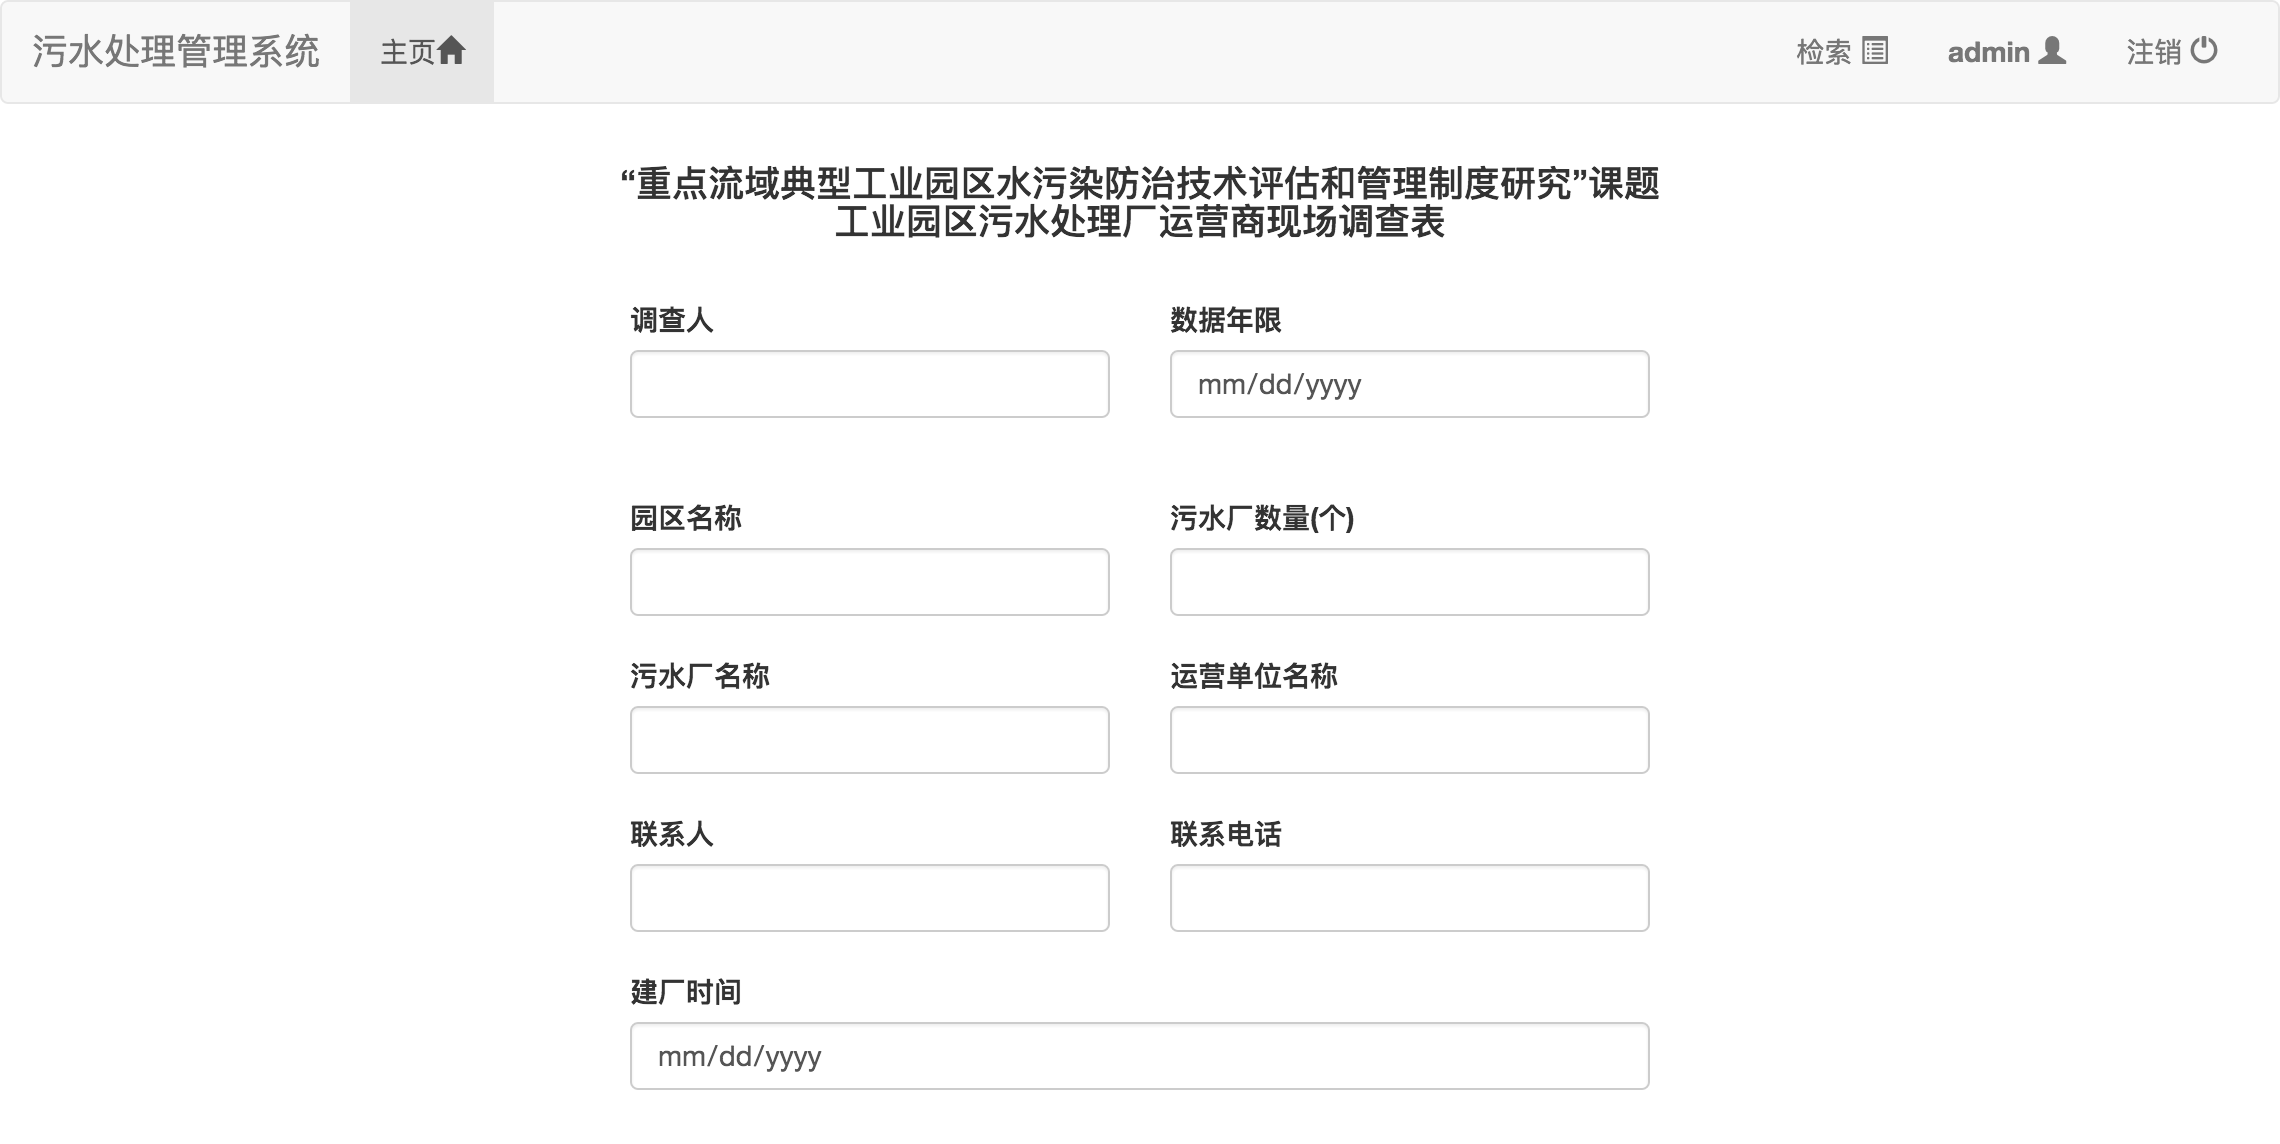 污水处理管理系统 主页 检索 admin 注销
“重点流域典型工业园区水污染防治技术评估和管理制度研究”课题
工业园区污水处理厂运营商现场调查表
调查人 数据年限
mm/dd/yyyy
园区名称 污水厂数量(个)
污水厂名称 运营单位名称
联系人 联系电话
建厂时间
mm/dd/yyyy